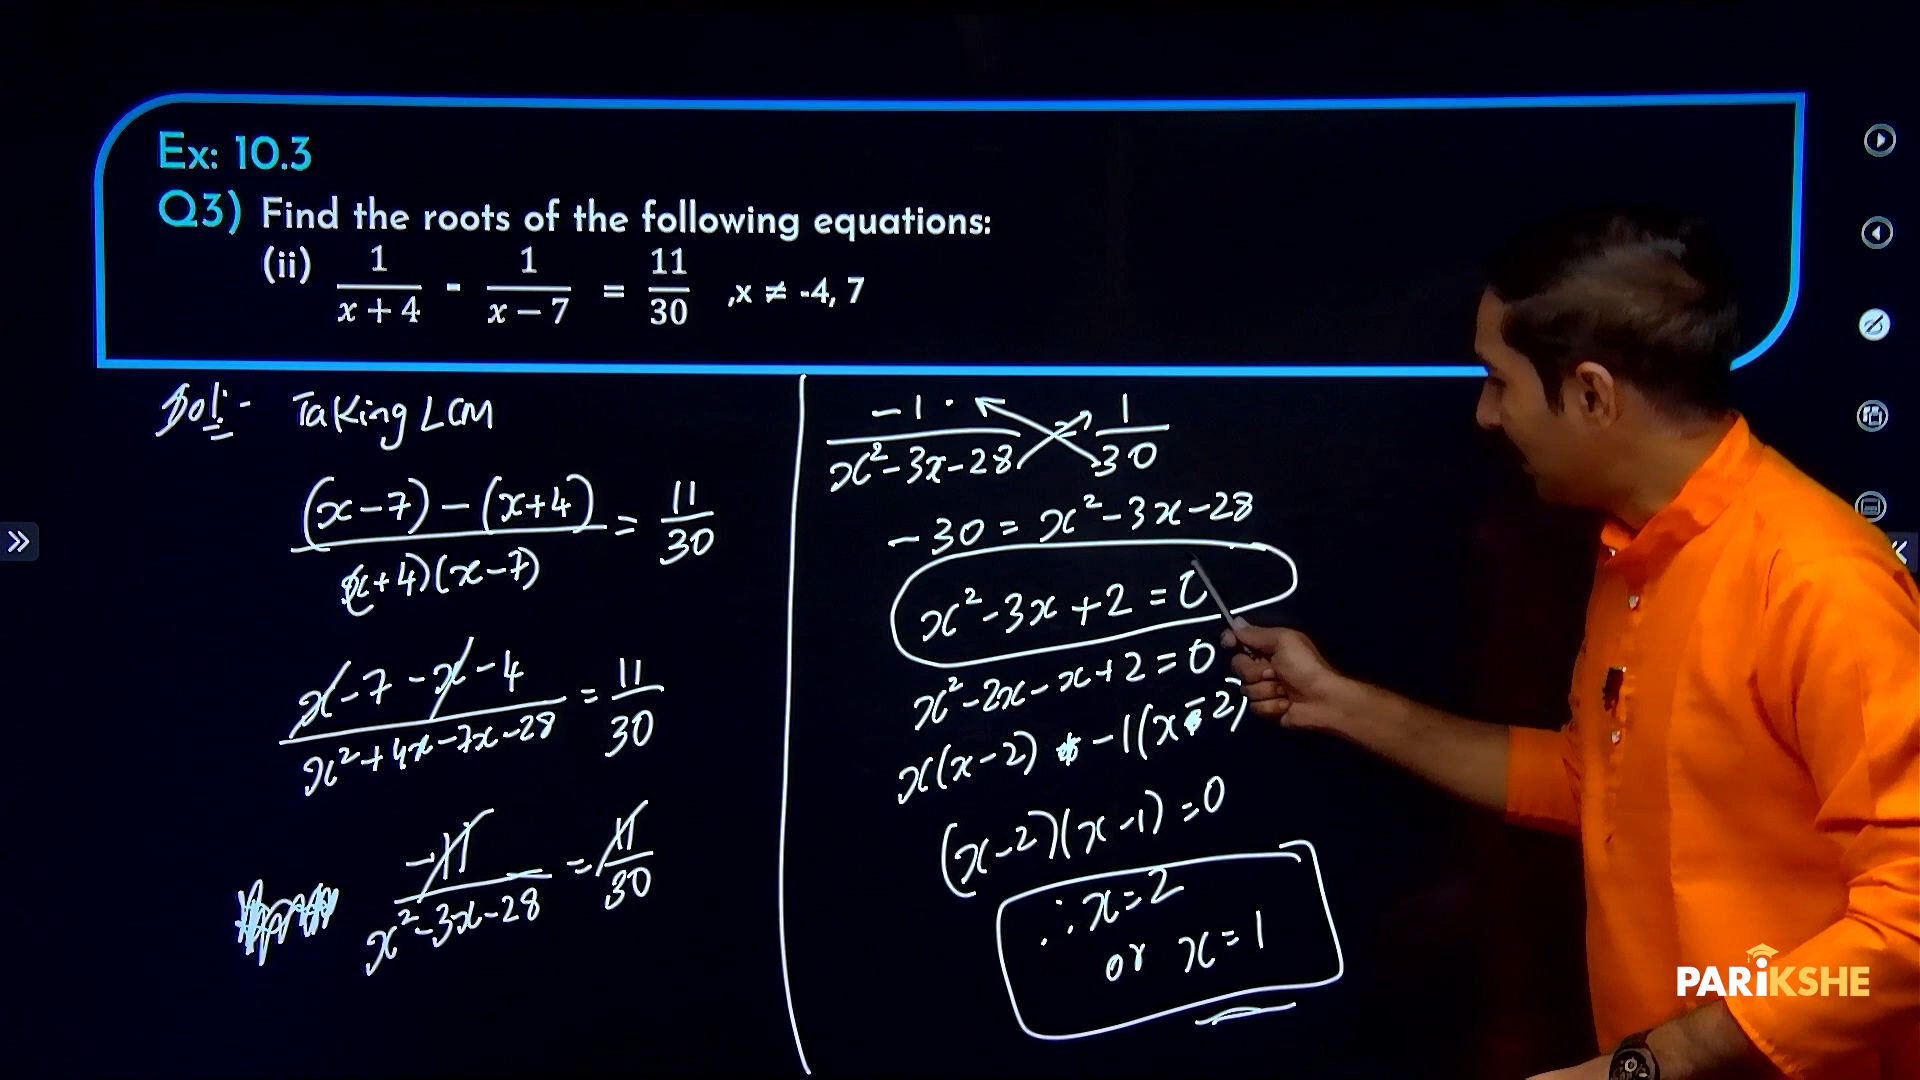 Ex: 10.3
Q3) Find the roots of the following equations:
(ii) 1/(x + 4) - 1/(x − 7) = 11/30 ,x ≠ -4, 7
Sol:- Taking LCM
((x-7)-(x+4))/((x+4)(x-7)) = 11/30
(x-7-x-4)/(x²+4x-7x-28) = 11/30
-11/(x²-3x-28) = 11/30
-1/(x²-3x-28) = 1/30
-30 = x²-3x-28
x²-3x+2=0
x²-2x-x+2=0
x(x-2) -1(x-2)
(x-2)(x-1)=0
∴x=2
or x=1
PARIKSHE